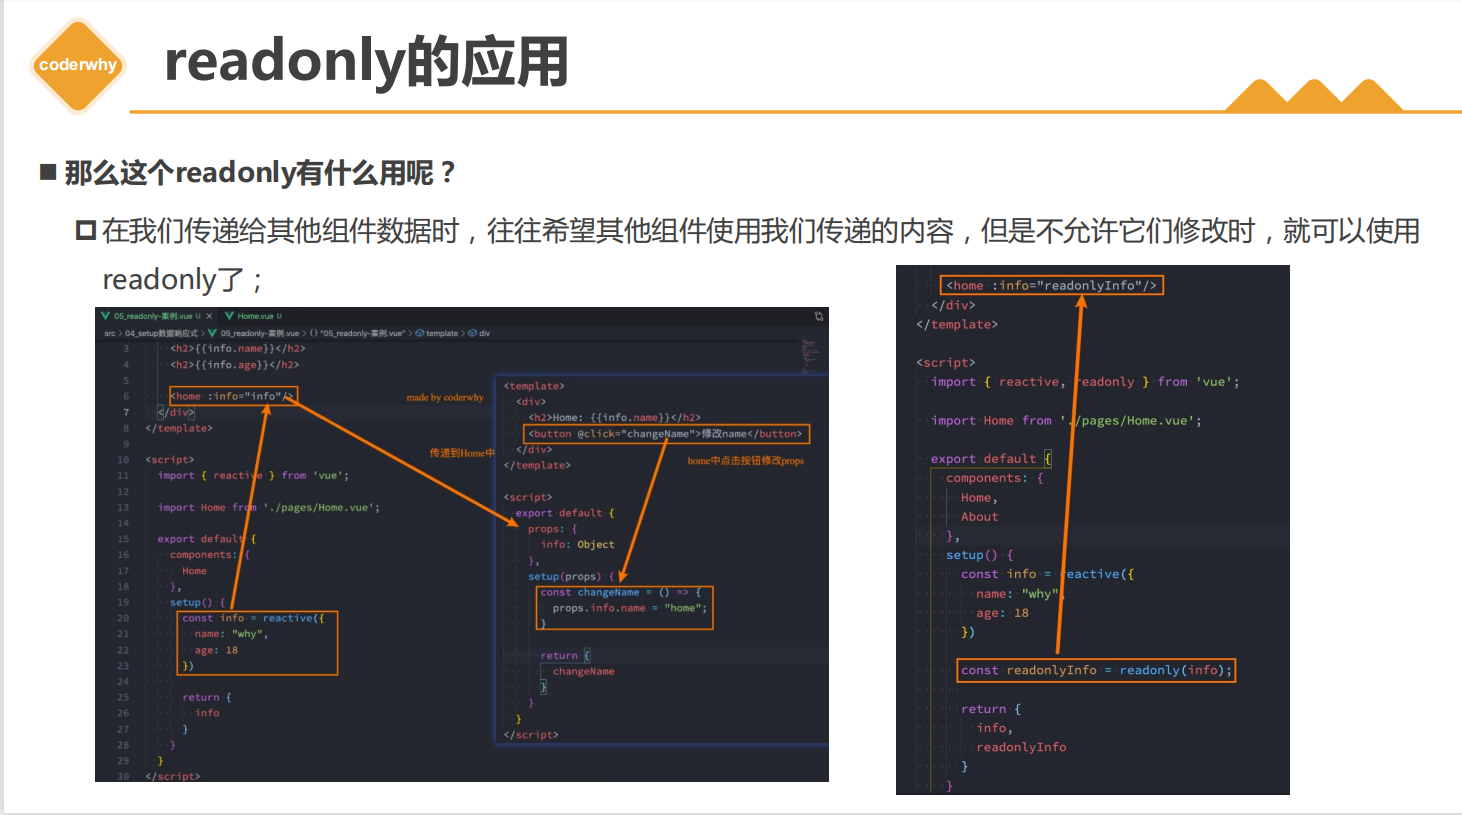 coderwhy
readonly的应用
那么这个readonly有什么用呢？
在我们传递给其他组件数据时，往往希望其他组件使用我们传递的内容，但是不允许它们修改时，就可以使用
readonly了；
05_readonly-案例.vue U × Home.vue U
src > 04_setup数据响应式 > 05_readonly-案例.vue > {} "05_readonly-案例.vue" > template > div
3 <h2>{{info.name}}</h2>
4 <h2>{{info.age}}</h2>
5
6 <home :info="info"/>
7 </div>
8 </template>
9
10 <script>
11 import { reactive } from 'vue';
12
13 import Home from './pages/Home.vue';
14
15 export default {
16 components: {
17 Home
18 },
19 setup() {
20 const info = reactive({
21 name: "why",
22 age: 18
23 })
24
25 return {
26 info
27 }
28 }
29 }
30 </script>
made by coderwhy
传递到Home中
<template>
<div>
<h2>Home: {{info.name}}</h2>
<button @click="changeName">修改name</button>
</div>
</template>
home中点击按钮修改props
<script>
export default {
props: {
info: Object
},
setup(props) {
const changeName = () => {
props.info.name = "home";
}
return {
changeName
}
}
}
</script>
<home :info="readonlyInfo"/>
</div>
</template>
<script>
import { reactive, readonly } from 'vue';
import Home from './pages/Home.vue';
export default {
components: {
Home,
About
},
setup() {
const info = reactive({
name: "why",
age: 18
})
const readonlyInfo = readonly(info);
return {
info,
readonlyInfo
}
}